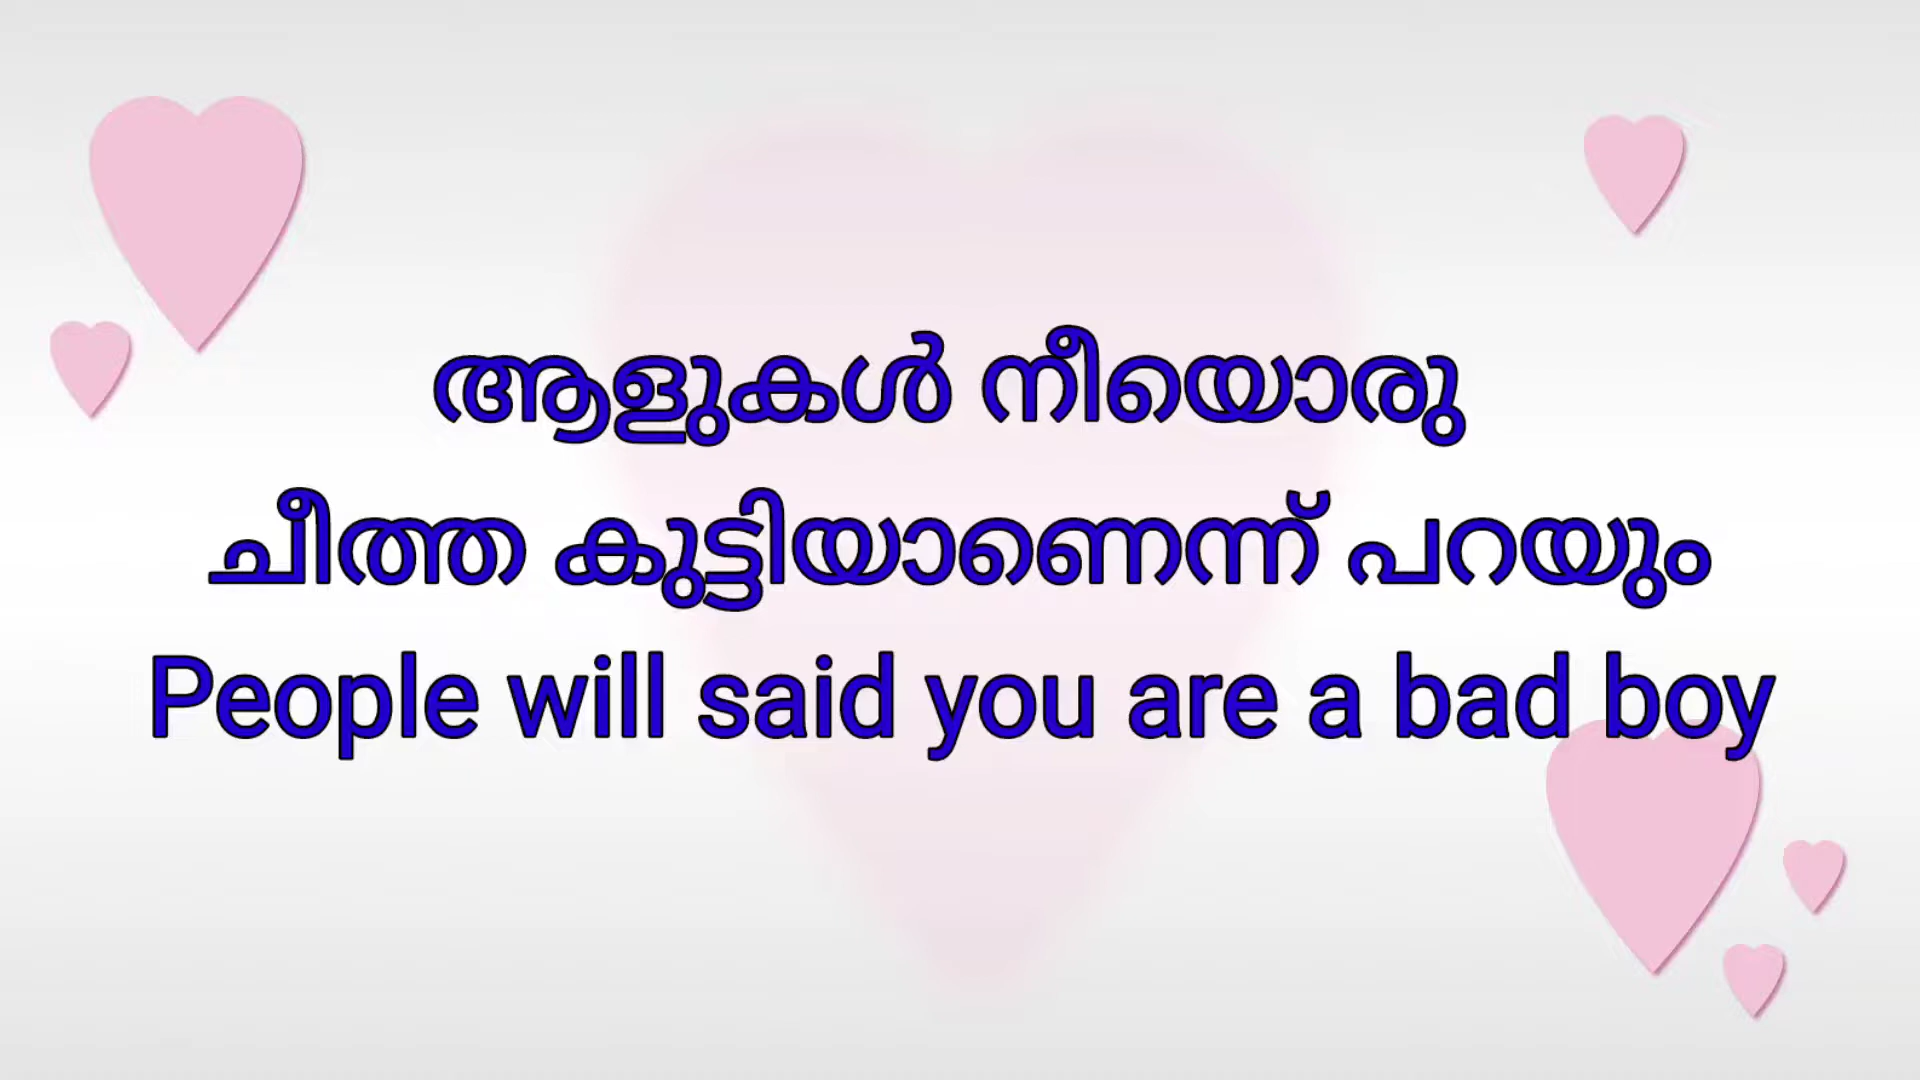 ആളുകൾ നീയൊരു
ചീത്ത കുട്ടിയാണെന്ന് പറയും
People will said you are a bad boy